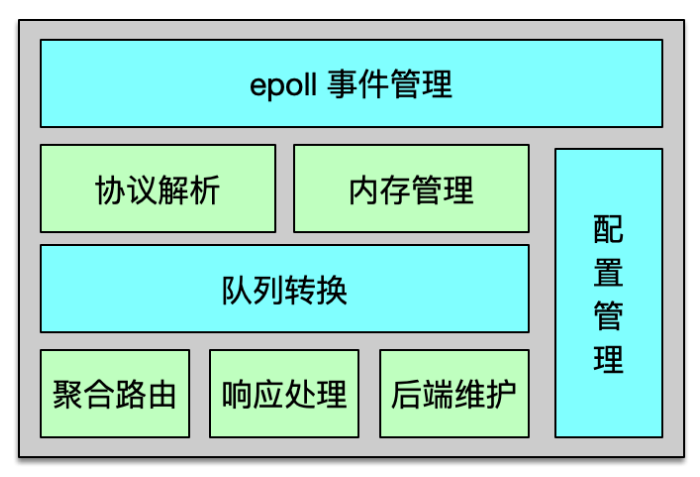 epoll 事件管理
协议解析
内存管理
队列转换
聚合路由
响应处理
后端维护
配
置
管
理